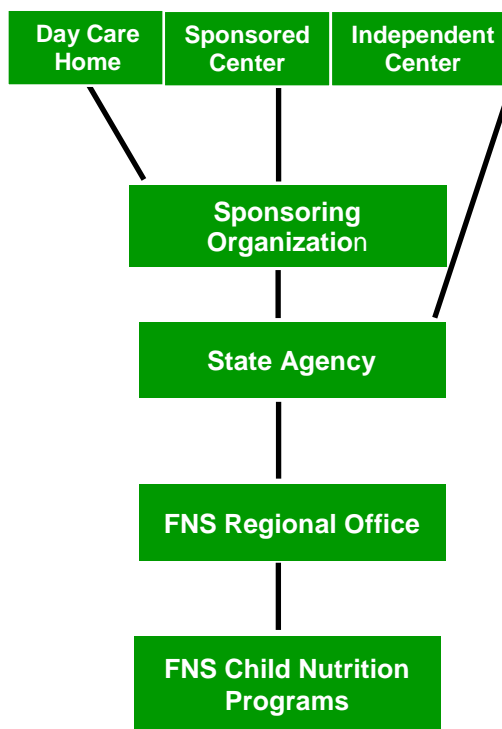 Day Care
Home
Sponsored
Center
Independent
Center
Sponsoring
Organization
State Agency
FNS Regional Office
FNS Child Nutrition
Programs